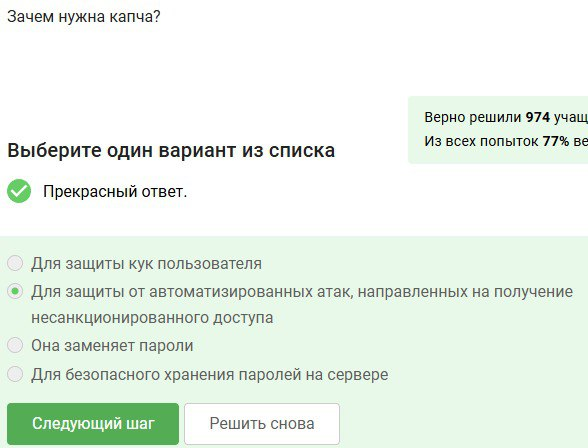 Зачем нужна капча?
Верно решили 974
Из всех попыток 77%
Выберите один вариант из списка
Прекрасный ответ.
Для защиты кук пользователя
Для защиты от автоматизированных атак, направленных на получение
несанкционированного доступа
Она заменяет пароли
Для безопасного хранения паролей на сервере
Следующий шаг
Решить снова